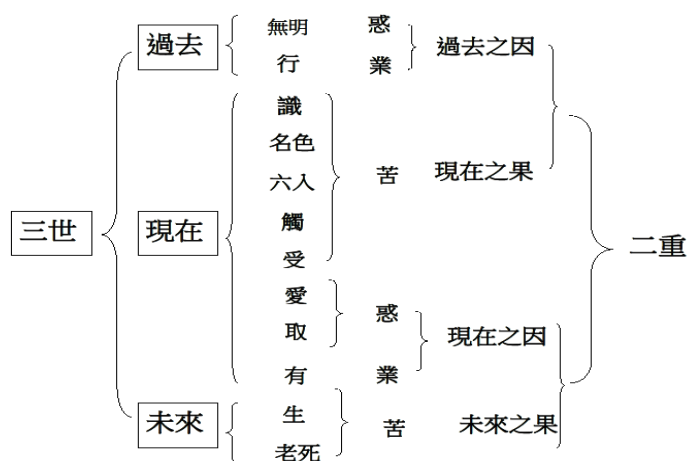 過去 無明 惑 過去之因
行 業
識
名色
六入 苦 現在之果
三世 現在 觸 二重
受
愛 惑
取 現在之因
有 業
未來 生 苦 未來之果
老死